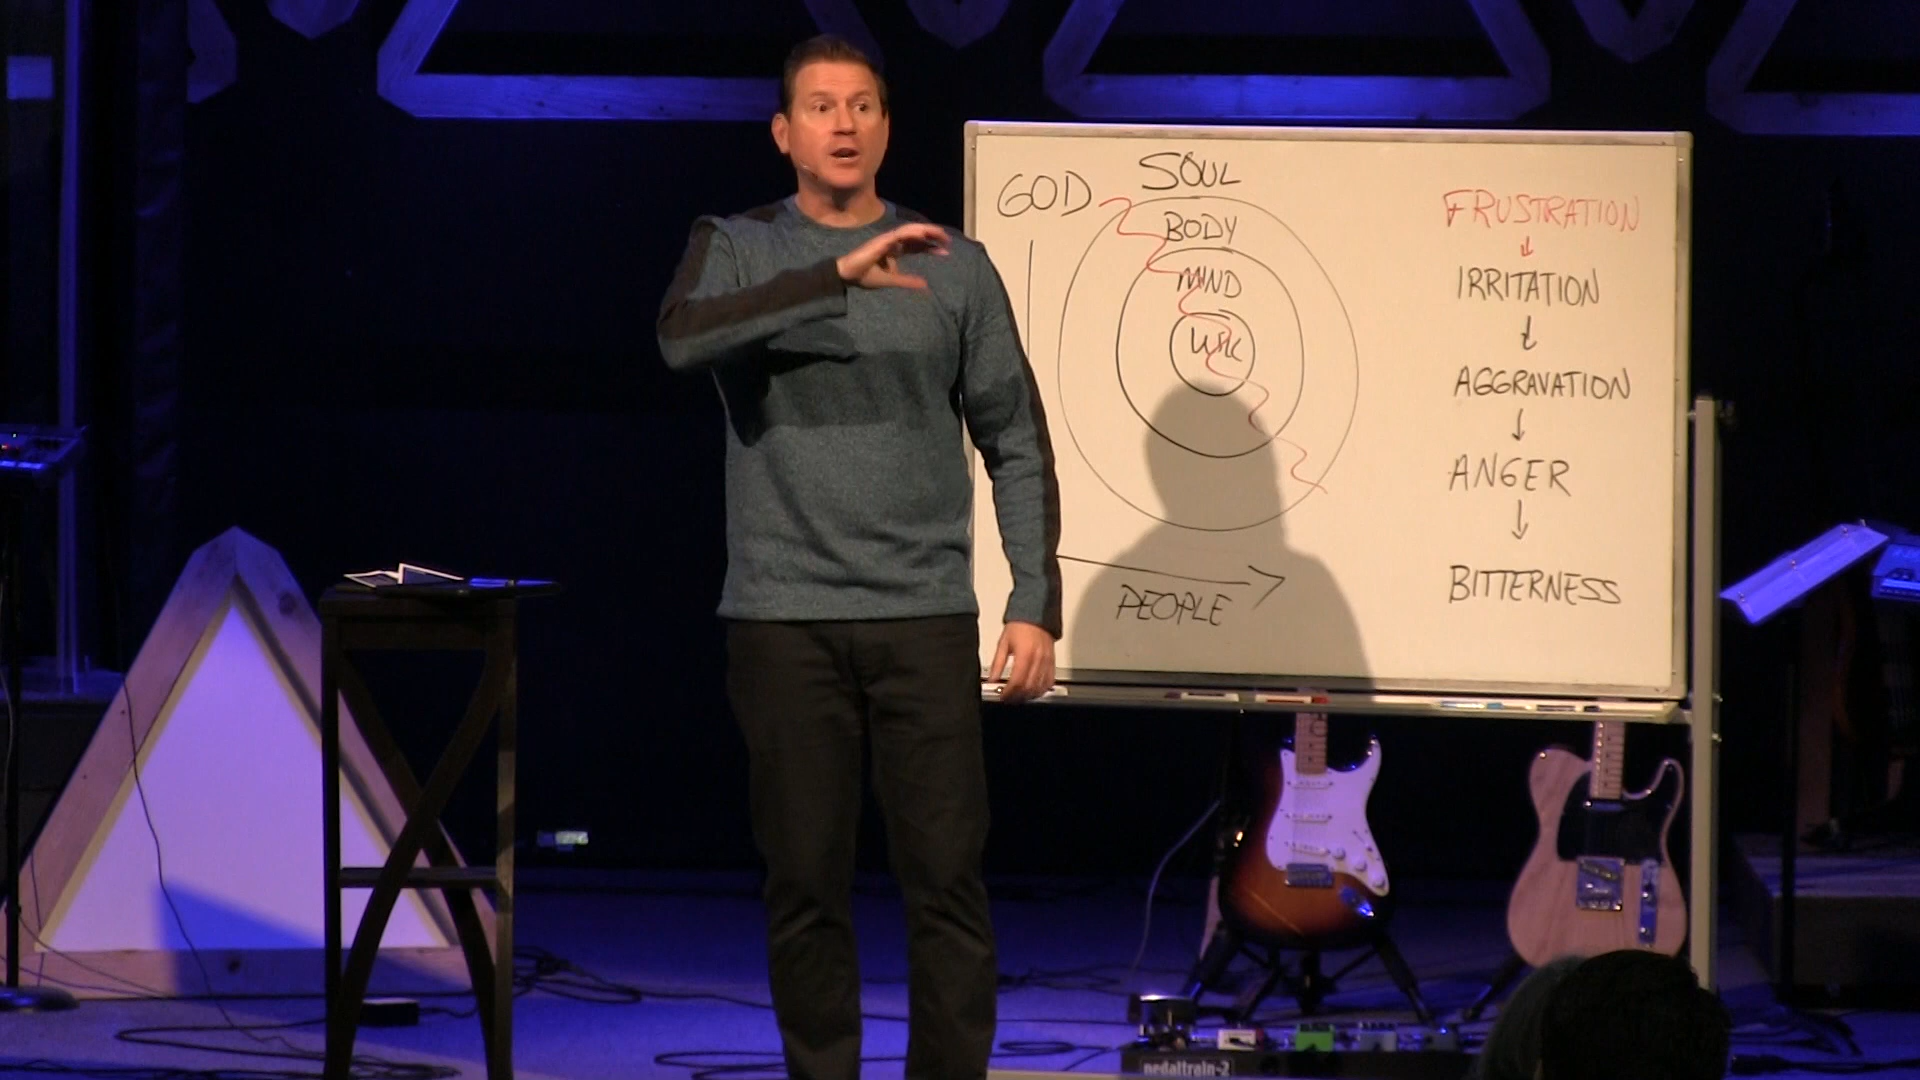 GOD
SOUL
BODY
MIND
WILL
PEOPLE
FRUSTRATION
↓
IRRITATION
↓
AGGRAVATION
↓
ANGER
↓
BITTERNESS
pedaltrain-2